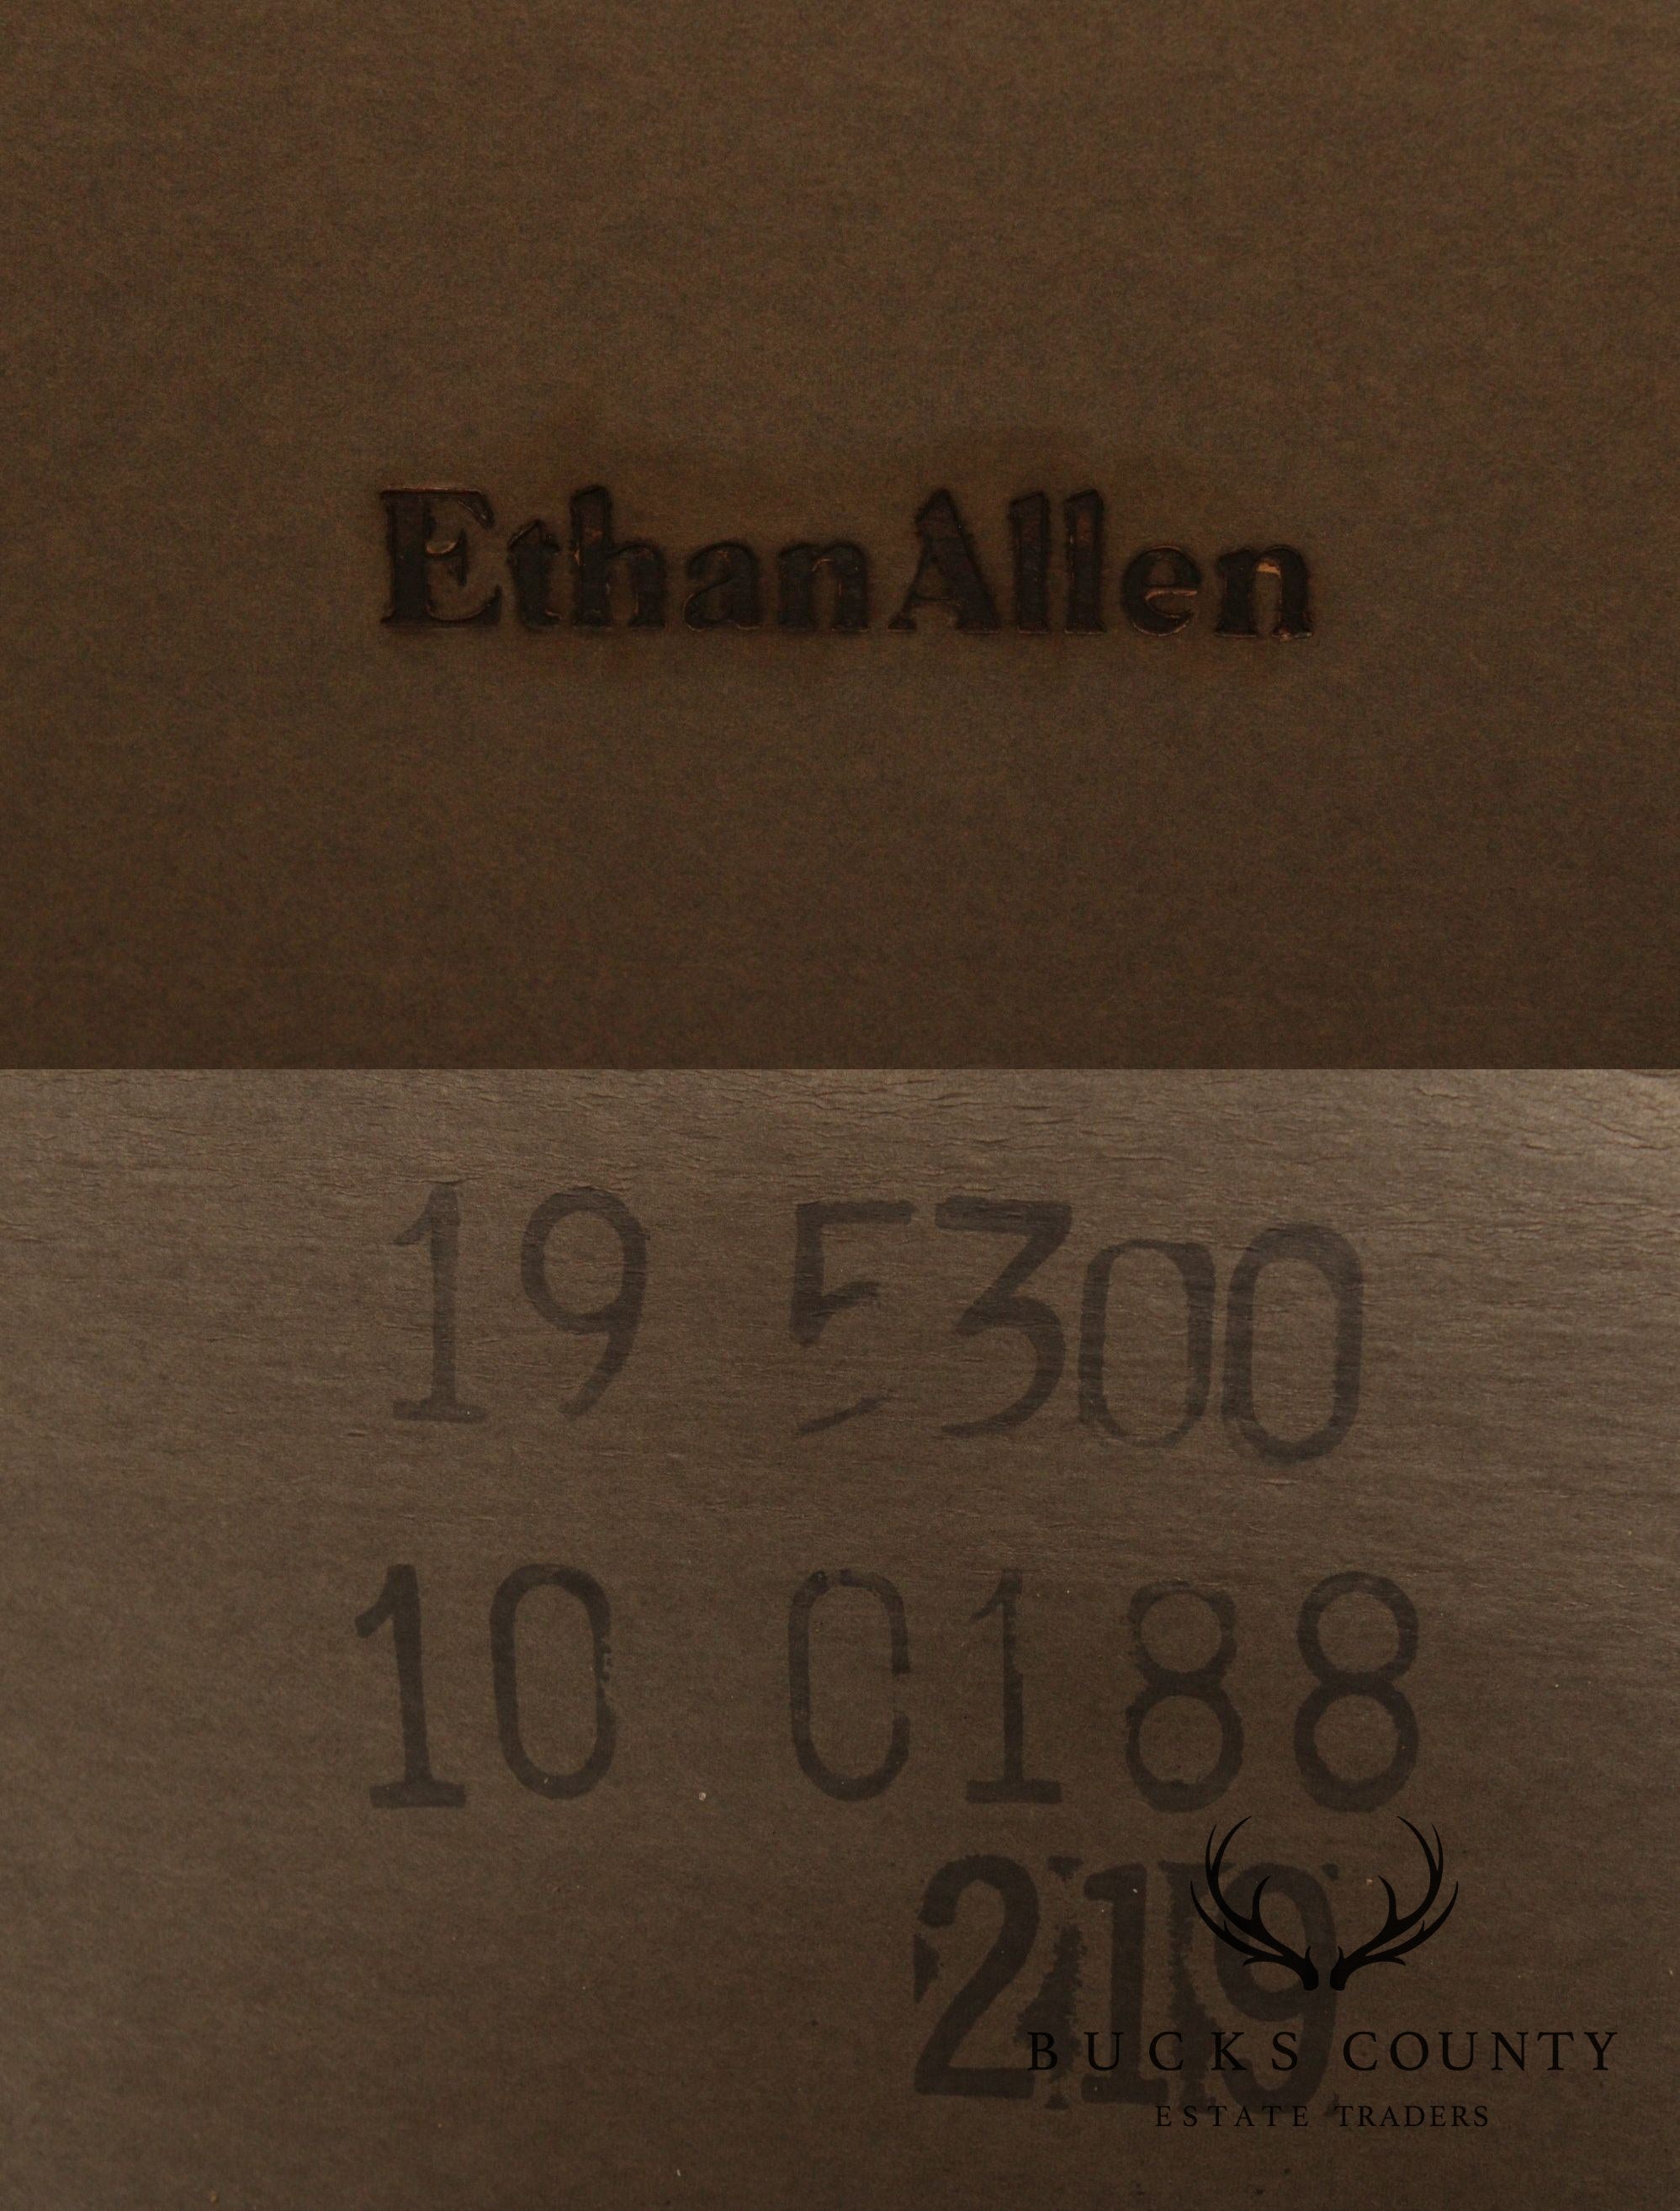 EthanAllen
19 5300
10 0188
219
BUCKS COUNTY
ESTATE TRADERS